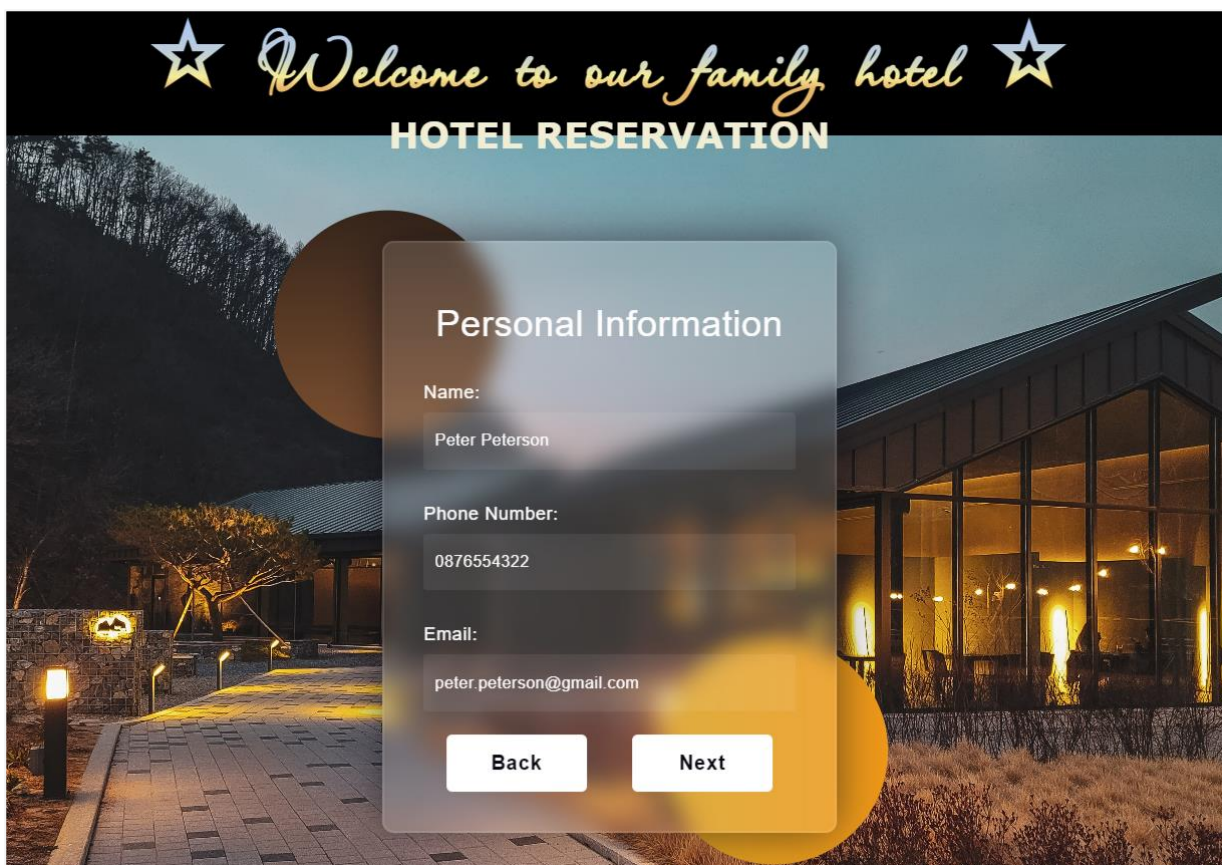 Welcome to our family hotel
HOTEL RESERVATION
Personal Information
Name:
Peter Peterson
Phone Number:
0876554322
Email:
peter.peterson@gmail.com
Back Next